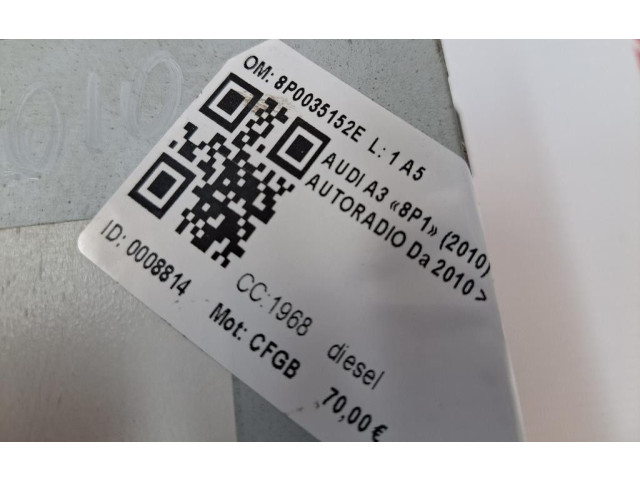 OM: 8P0035152E L: 1 A5
AUDI A3 «8P1» (2010)
AUTORADIO Da 2010 >
ID: 0008814
CC:1968 diesel
Mot: CFGB 70,00 €